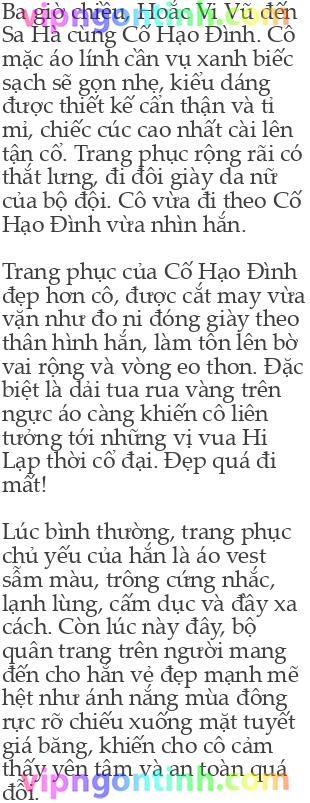 Ba giờ chiều, Hoắc Vi Vũ đến
Sa Hà cùng Cố Hạo Đình. Cô
mặc áo lính cần vụ xanh biếc
sạch sẽ gọn nhẹ, kiểu dáng
được thiết kế cẩn thận và tỉ
mỉ, chiếc cúc cao nhất cài lên
tận cổ. Trang phục rộng rãi có
thắt lưng, đi đôi giày da nữ
của bộ đội. Cô vừa đi theo Cố
Hạo Đình vừa nhìn hắn.
Trang phục của Cố Hạo Đình
đẹp hơn cô, được cắt may vừa
vặn như đo ni đóng giày theo
thân hình hắn, làm tôn lên bờ
vai rộng và vòng eo thon. Đặc
biệt là dải tua rua vàng trên
ngực áo càng khiến cô liên
tưởng tới những vị vua Hi
Lạp thời cổ đại. Đẹp quá đi
mất!
Lúc bình thường, trang phục
chủ yếu của hắn là áo vest
sẫm màu, trông cứng nhắc,
lạnh lùng, cấm dục và đầy xa
cách. Còn lúc này đây, bộ
quân trang trên người mang
đến cho hắn vẻ đẹp mạnh mẽ
hệt như ánh nắng mùa đông
rực rỡ chiếu xuống mặt tuyết
giá băng, khiến cho cô cảm
thấy yên tâm và an toàn quá
đỗi.
vipngontinh.com